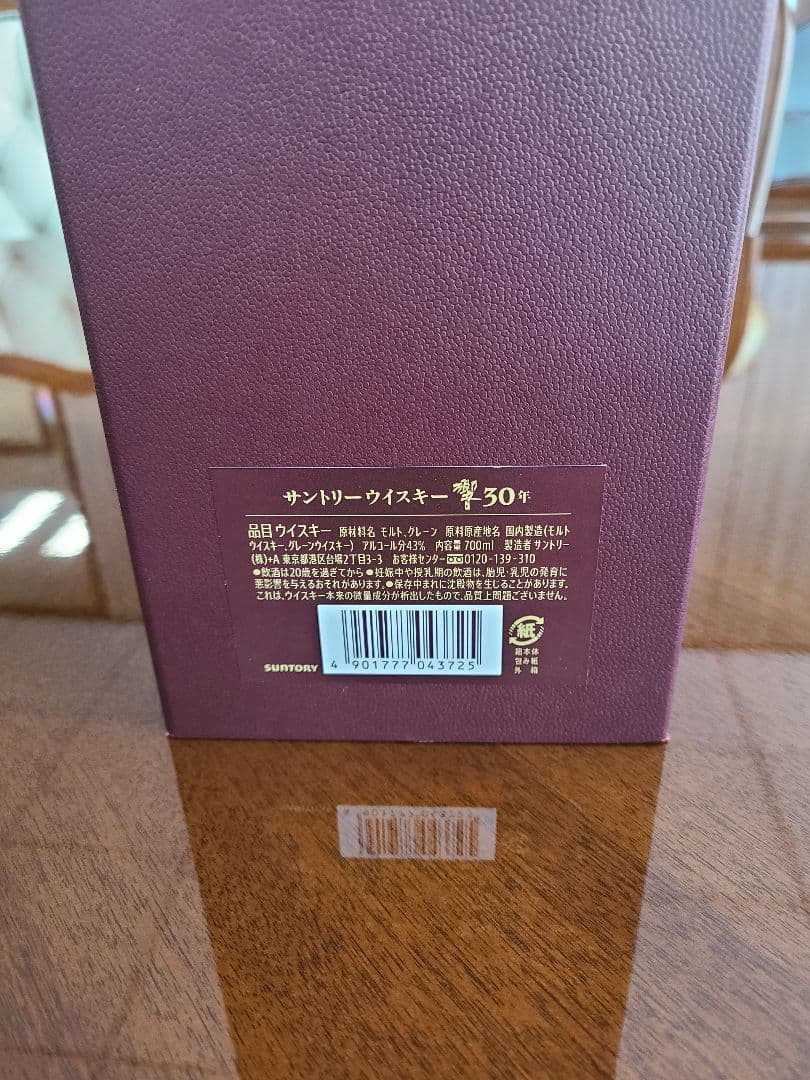 サントリーウイスキー 響 30年
品目 ウイスキー 原材料名 モルト、グレーン 原料原産地名 国内製造(モルト
ウイスキー、グレーンウイスキー) アルコール分43% 内容量 700ml 製造者 サントリー
(株)+A 東京都港区台場2丁目3-3 お客様センター 0120-139-310
●飲酒は20歳を過ぎてから ●妊娠中や授乳期の飲酒は、胎児・乳児の発育に
悪影響を与えるおそれがあります。●保存中まれに沈殿物を生じることがあります。
これは、ウイスキー本来の微量成分が析出したもので、品質上問題ございません。
SUNTORY
4 901777 043725
紙
箱本体
包み紙
外箱